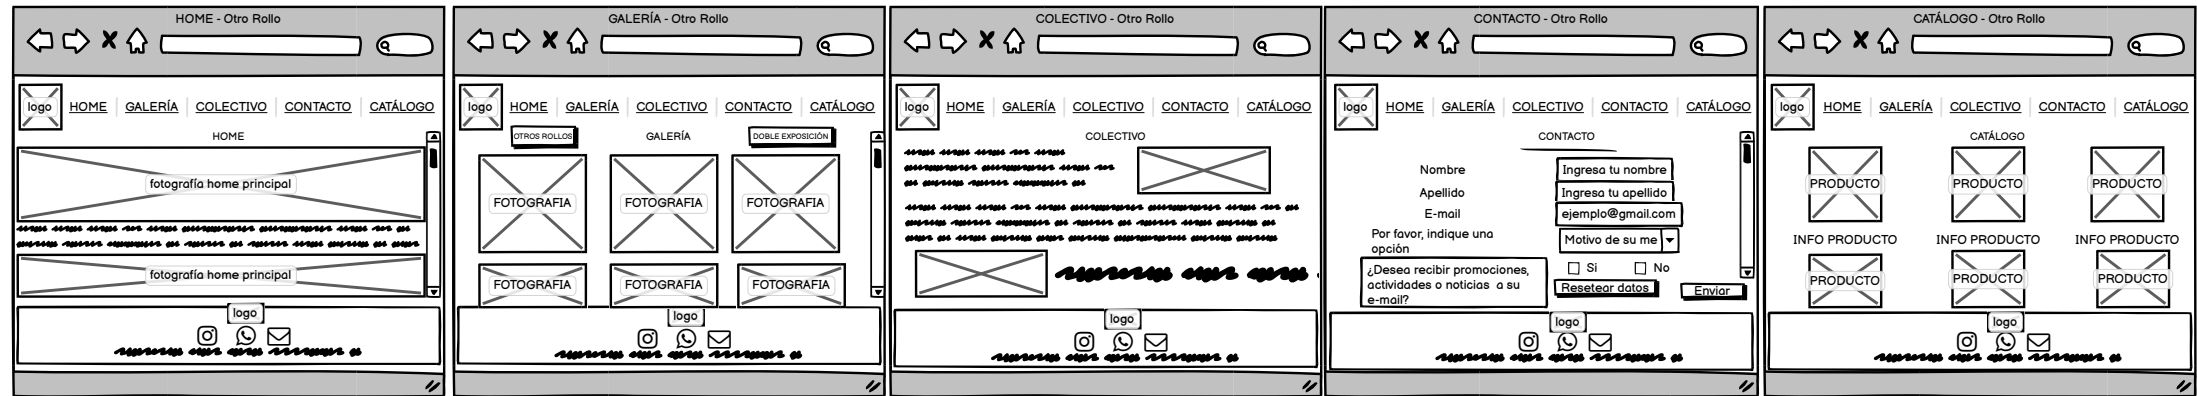 HOME - Otro Rollo
logo
HOME
GALERÍA
COLECTIVO
CONTACTO
CATÁLOGO
HOME
fotografía home principal
fotografía home principal
logo
GALERÍA - Otro Rollo
logo
HOME
GALERÍA
COLECTIVO
CONTACTO
CATÁLOGO
OTROS ROLLOS
GALERÍA
DOBLE EXPOSICIÓN
FOTOGRAFIA
FOTOGRAFIA
FOTOGRAFIA
FOTOGRAFIA
FOTOGRAFIA
FOTOGRAFIA
logo
COLECTIVO - Otro Rollo
logo
HOME
GALERÍA
COLECTIVO
CONTACTO
CATÁLOGO
COLECTIVO
logo
CONTACTO - Otro Rollo
logo
HOME
GALERÍA
COLECTIVO
CONTACTO
CATÁLOGO
CONTACTO
Nombre
Ingresa tu nombre
Apellido
Ingresa tu apellido
E-mail
ejemplo@gmail.com
Por favor, indique una
opción
Motivo de su me
¿Desea recibir promociones,
actividades o noticias a su
e-mail?
Si
No
Resetear datos
Enviar
logo
CATÁLOGO - Otro Rollo
logo
HOME
GALERÍA
COLECTIVO
CONTACTO
CATÁLOGO
CATÁLOGO
PRODUCTO
PRODUCTO
PRODUCTO
INFO PRODUCTO
INFO PRODUCTO
INFO PRODUCTO
PRODUCTO
PRODUCTO
PRODUCTO
logo